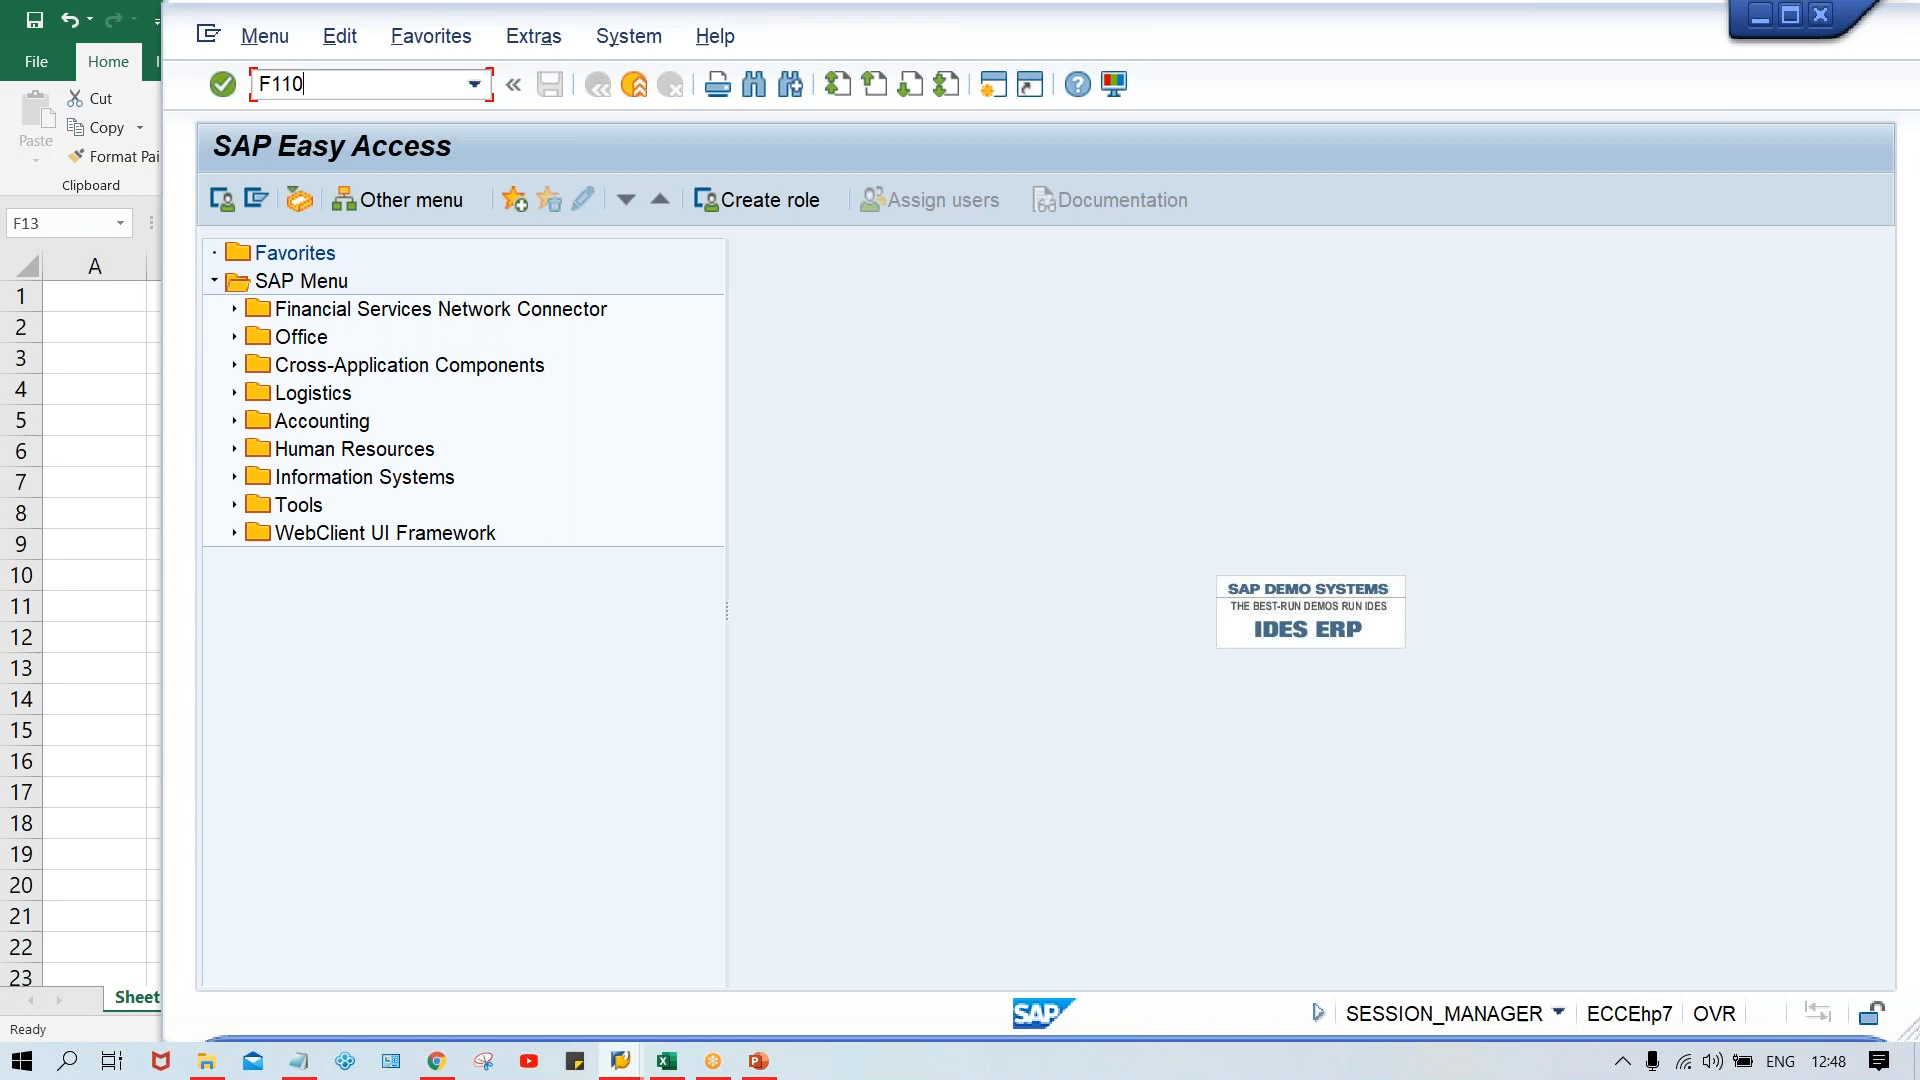 File
Home
Cut
Copy
Paste
Format Pai
Clipboard
F13
A
1
2
3
4
5
6
7
8
9
10
11
12
13
14
15
16
17
18
19
20
21
22
23
Sheet
Ready
Menu Edit Favorites Extras System Help
F110
SAP Easy Access
Other menu Create role Assign users Documentation
Favorites
SAP Menu
Financial Services Network Connector
Office
Cross-Application Components
Logistics
Accounting
Human Resources
Information Systems
Tools
WebClient UI Framework
SAP DEMO SYSTEMS
THE BEST-RUN DEMOS RUN IDES
IDES ERP
SAP
SESSION_MANAGER ECCEhp7 OVR
ENG 12:48